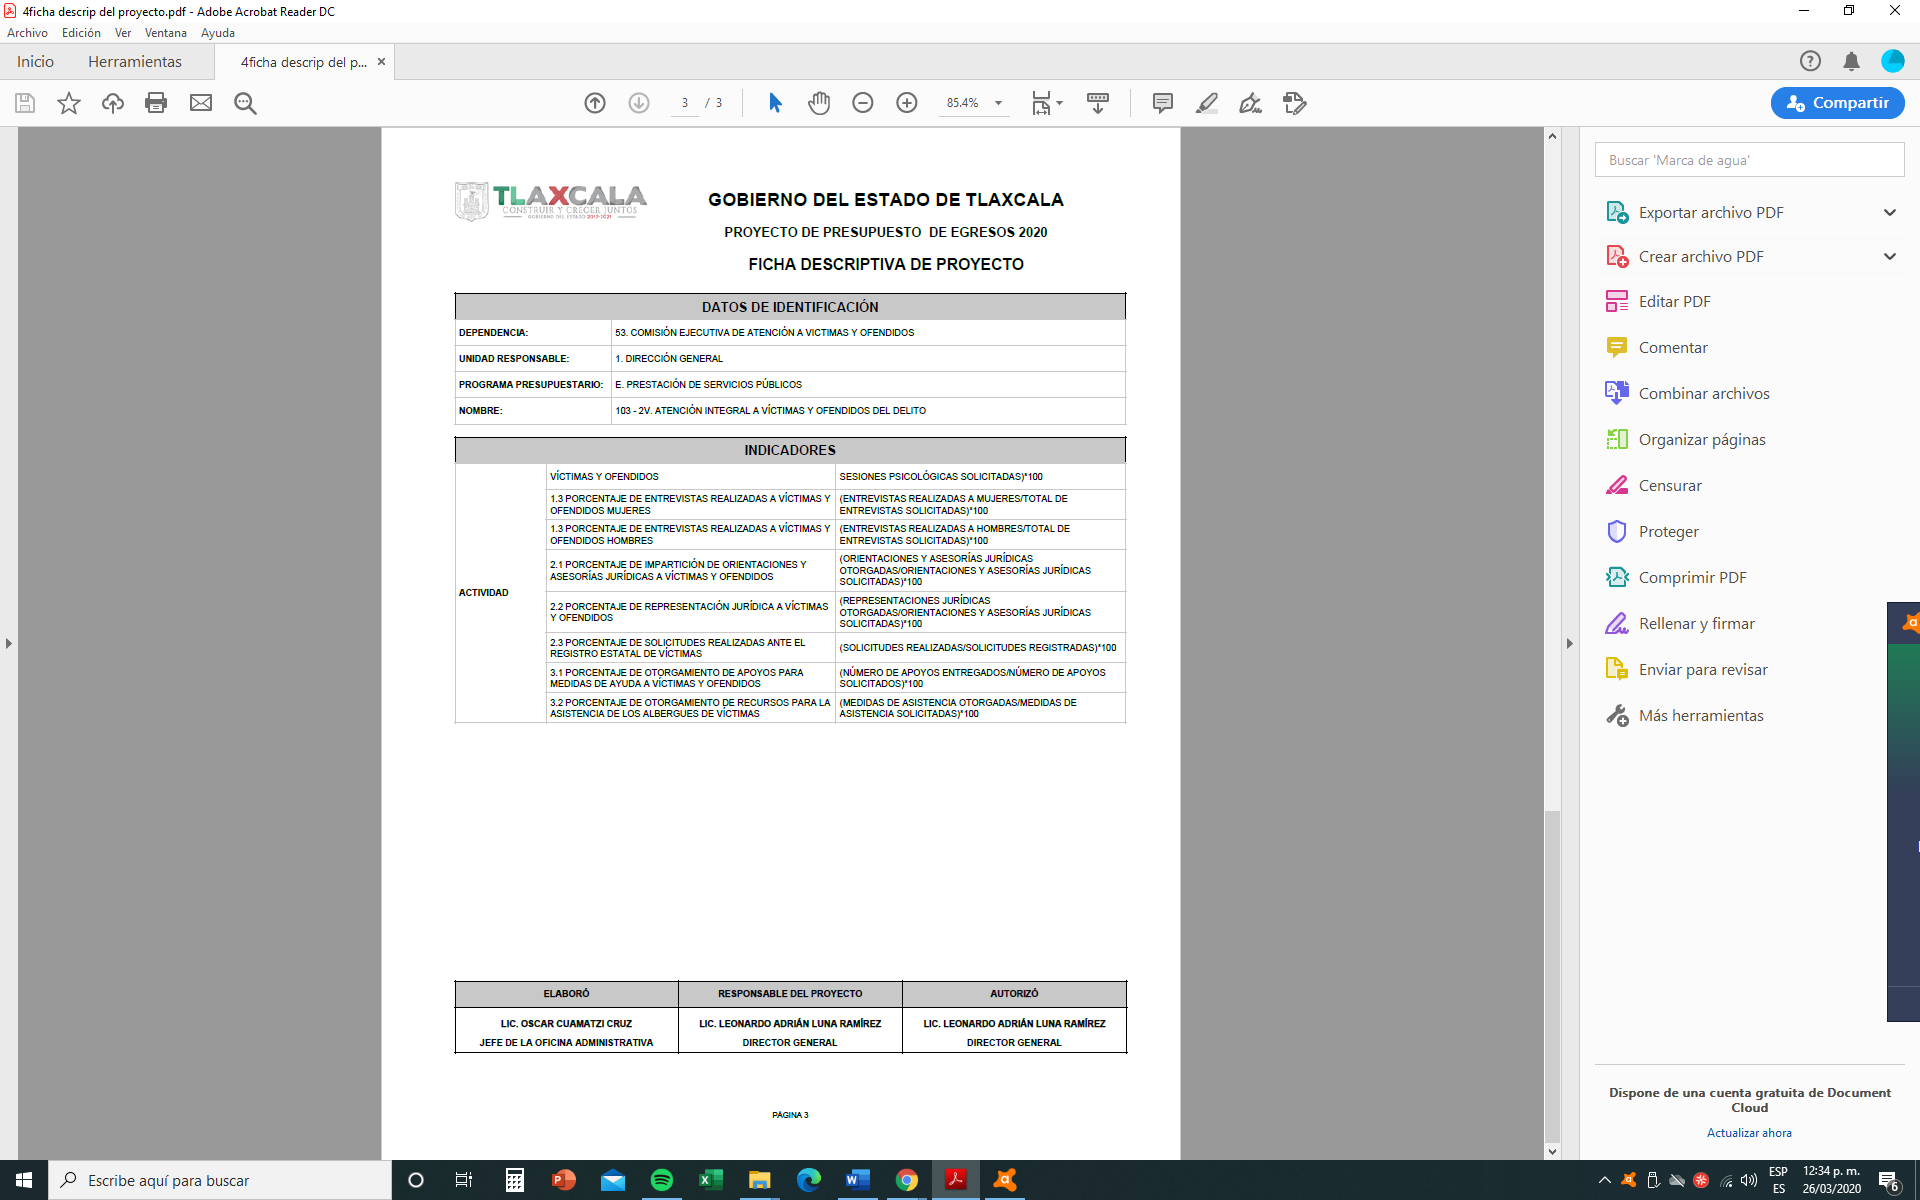 4ficha descrip del proyecto.pdf - Adobe Acrobat Reader DC
Archivo Edición Ver Ventana Ayuda
Inicio Herramientas 4ficha descrip del p...
3 / 3 85.4% Compartir
TLAXCALA
CONSTRUIR Y CRECER JUNTOS
GOBIERNO DEL ESTADO 2017-2021
GOBIERNO DEL ESTADO DE TLAXCALA
PROYECTO DE PRESUPUESTO DE EGRESOS 2020
FICHA DESCRIPTIVA DE PROYECTO
DATOS DE IDENTIFICACIÓN
DEPENDENCIA: 53. COMISIÓN EJECUTIVA DE ATENCIÓN A VICTIMAS Y OFENDIDOS
UNIDAD RESPONSABLE: 1. DIRECCIÓN GENERAL
PROGRAMA PRESUPUESTARIO: E. PRESTACIÓN DE SERVICIOS PÚBLICOS
NOMBRE: 103 - 2V. ATENCIÓN INTEGRAL A VÍCTIMAS Y OFENDIDOS DEL DELITO
INDICADORES
ACTIVIDAD
VÍCTIMAS Y OFENDIDOS
SESIONES PSICOLÓGICAS SOLICITADAS)*100
1.3 PORCENTAJE DE ENTREVISTAS REALIZADAS A VÍCTIMAS Y
OFENDIDOS MUJERES
(ENTREVISTAS REALIZADAS A MUJERES/TOTAL DE
ENTREVISTAS SOLICITADAS)*100
1.3 PORCENTAJE DE ENTREVISTAS REALIZADAS A VÍCTIMAS Y
OFENDIDOS HOMBRES
(ENTREVISTAS REALIZADAS A HOMBRES/TOTAL DE
ENTREVISTAS SOLICITADAS)*100
2.1 PORCENTAJE DE IMPARTICIÓN DE ORIENTACIONES Y
ASESORÍAS JURÍDICAS A VÍCTIMAS Y OFENDIDOS
(ORIENTACIONES Y ASESORÍAS JURÍDICAS
OTORGADAS/ORIENTACIONES Y ASESORÍAS JURÍDICAS
SOLICITADAS)*100
2.2 PORCENTAJE DE REPRESENTACIÓN JURÍDICA A VÍCTIMAS
Y OFENDIDOS
(REPRESENTACIONES JURÍDICAS
OTORGADAS/ORIENTACIONES Y ASESORÍAS JURÍDICAS
SOLICITADAS)*100
2.3 PORCENTAJE DE SOLICITUDES REALIZADAS ANTE EL
REGISTRO ESTATAL DE VÍCTIMAS
(SOLICITUDES REALIZADAS/SOLICITUDES REGISTRADAS)*100
3.1 PORCENTAJE DE OTORGAMIENTO DE APOYOS PARA
MEDIDAS DE AYUDA A VÍCTIMAS Y OFENDIDOS
(NÚMERO DE APOYOS ENTREGADOS/NÚMERO DE APOYOS
SOLICITADOS)*100
3.2 PORCENTAJE DE OTORGAMIENTO DE RECURSOS PARA LA
ASISTENCIA DE LOS ALBERGUES DE VÍCTIMAS
(MEDIDAS DE ASISTENCIA OTORGADAS/MEDIDAS DE
ASISTENCIA SOLICITADAS)*100
ELABORÓ RESPONSABLE DEL PROYECTO AUTORIZÓ
LIC. OSCAR CUAMATZI CRUZ LIC. LEONARDO ADRIÁN LUNA RAMÍREZ LIC. LEONARDO ADRIÁN LUNA RAMÍREZ
JEFE DE LA OFICINA ADMINISTRATIVA DIRECTOR GENERAL DIRECTOR GENERAL
PÁGINA 3
Buscar 'Marca de agua'
Exportar archivo PDF
Crear archivo PDF
Editar PDF
Comentar
Combinar archivos
Organizar páginas
Censurar
Proteger
Comprimir PDF
Rellenar y firmar
Enviar para revisar
Más herramientas
Dispone de una cuenta gratuita de Document
Cloud
Actualizar ahora
Escribe aquí para buscar
ESP
ES
12:34 p. m.
26/03/2020
6